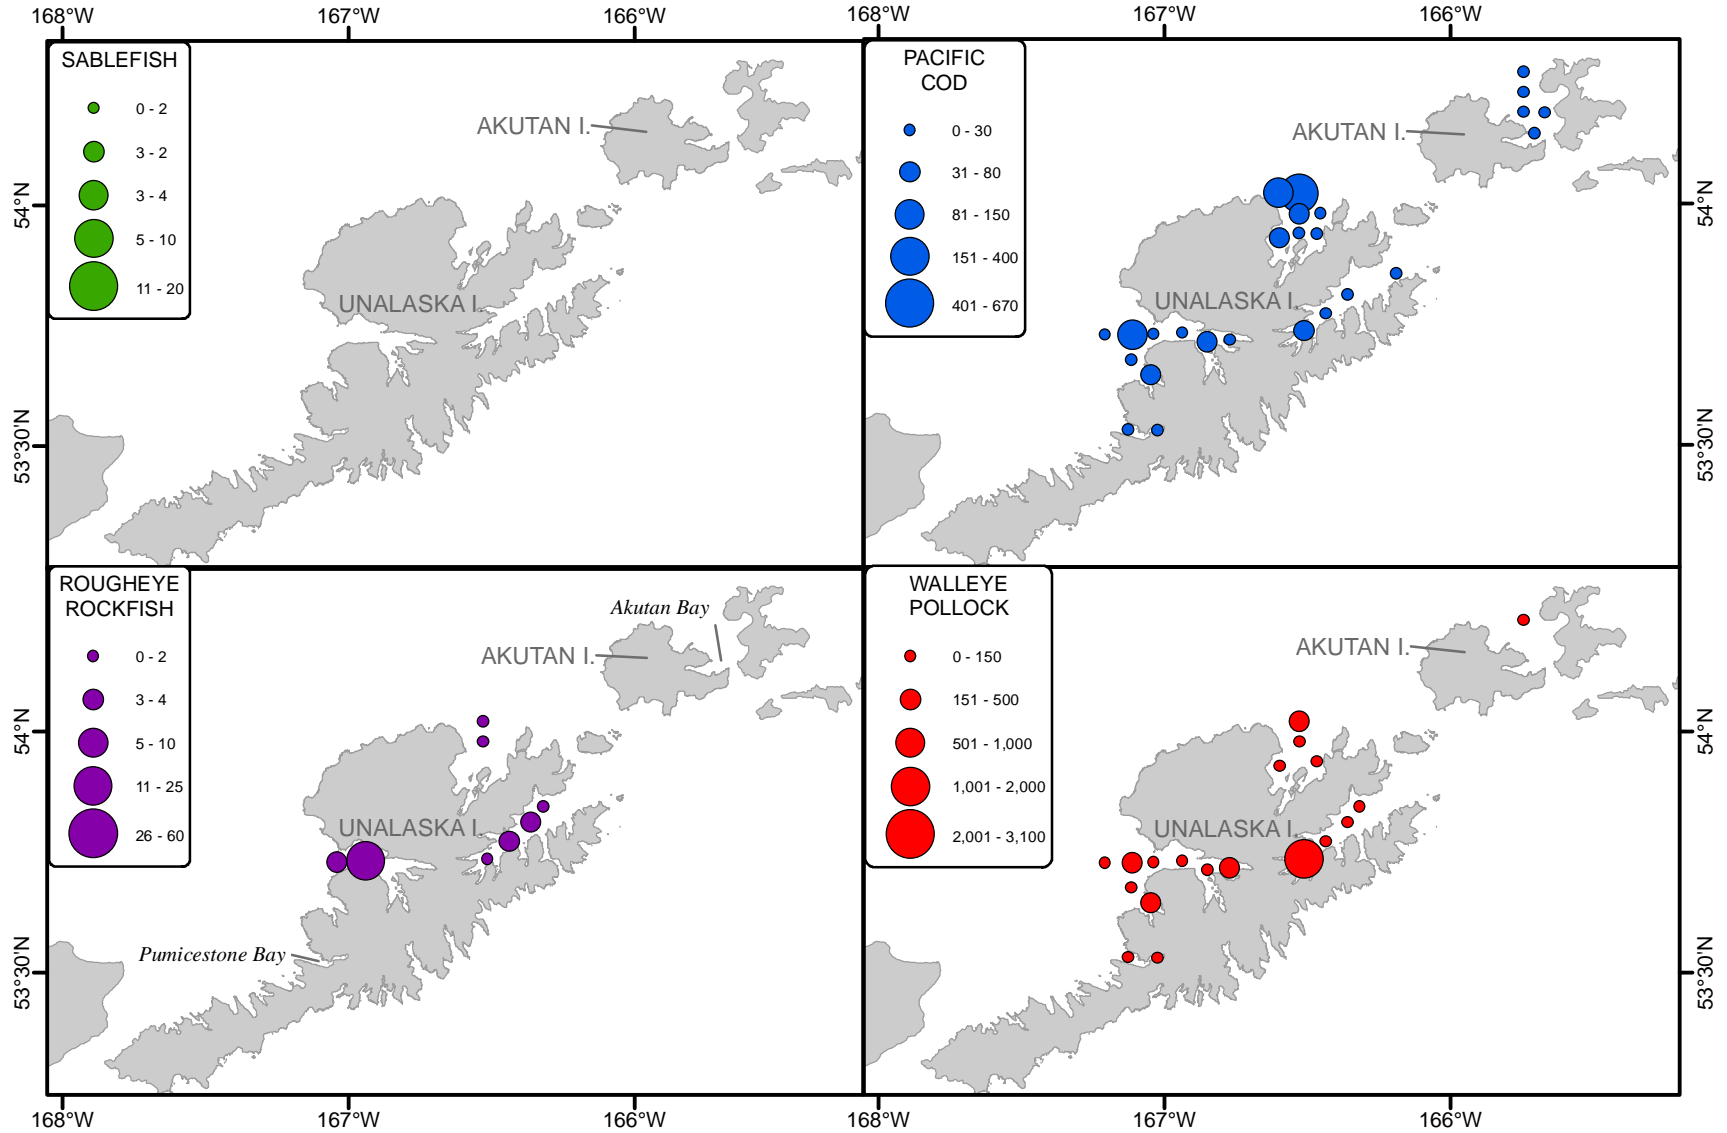 168°W 167°W 166°W 168°W 167°W 166°W
SABLEFISH
0 - 2
3 - 2
3 - 4
5 - 10
11 - 20
AKUTAN I.
UNALASKA I.
54°N
53°30'N
PACIFIC
COD
0 - 30
31 - 80
81 - 150
151 - 400
401 - 670
AKUTAN I.
UNALASKA I.
54°N
53°30'N
ROUGHEYE
ROCKFISH
0 - 2
3 - 4
5 - 10
11 - 25
26 - 60
Akutan Bay
AKUTAN I.
UNALASKA I.
Pumicestone Bay
54°N
53°30'N
WALLEYE
POLLOCK
0 - 150
151 - 500
501 - 1,000
1,001 - 2,000
2,001 - 3,100
AKUTAN I.
UNALASKA I.
54°N
53°30'N
168°W 167°W 166°W 168°W 167°W 166°W